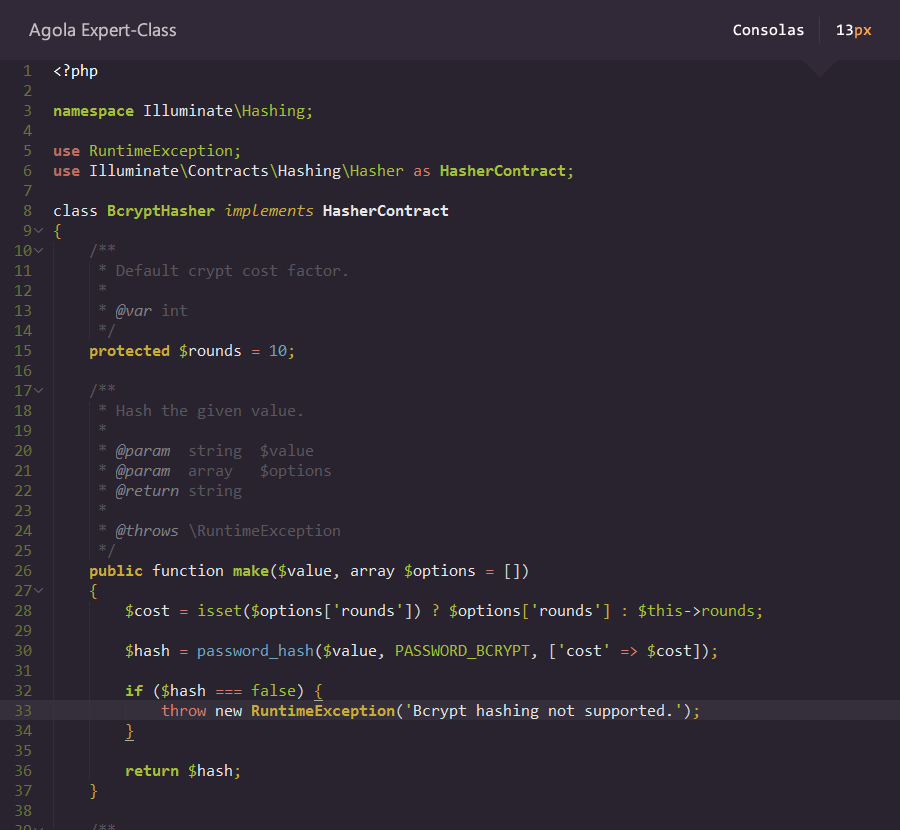 Agola Expert-Class
Consolas 13px
1 <?php
2
3 namespace Illuminate\Hashing;
4
5 use RuntimeException;
6 use Illuminate\Contracts\Hashing\Hasher as HasherContract;
7
8 class BcryptHasher implements HasherContract
9 {
10     /**
11      * Default crypt cost factor.
12      *
13      * @var int
14      */
15     protected $rounds = 10;
16
17     /**
18      * Hash the given value.
19      *
20      * @param  string  $value
21      * @param  array   $options
22      * @return string
23      *
24      * @throws \RuntimeException
25      */
26     public function make($value, array $options = [])
27     {
28         $cost = isset($options['rounds']) ? $options['rounds'] : $this->rounds;
29
30         $hash = password_hash($value, PASSWORD_BCRYPT, ['cost' => $cost]);
31
32         if ($hash === false) {
33             throw new RuntimeException('Bcrypt hashing not supported.');
34         }
35
36         return $hash;
37     }
38
39     /**